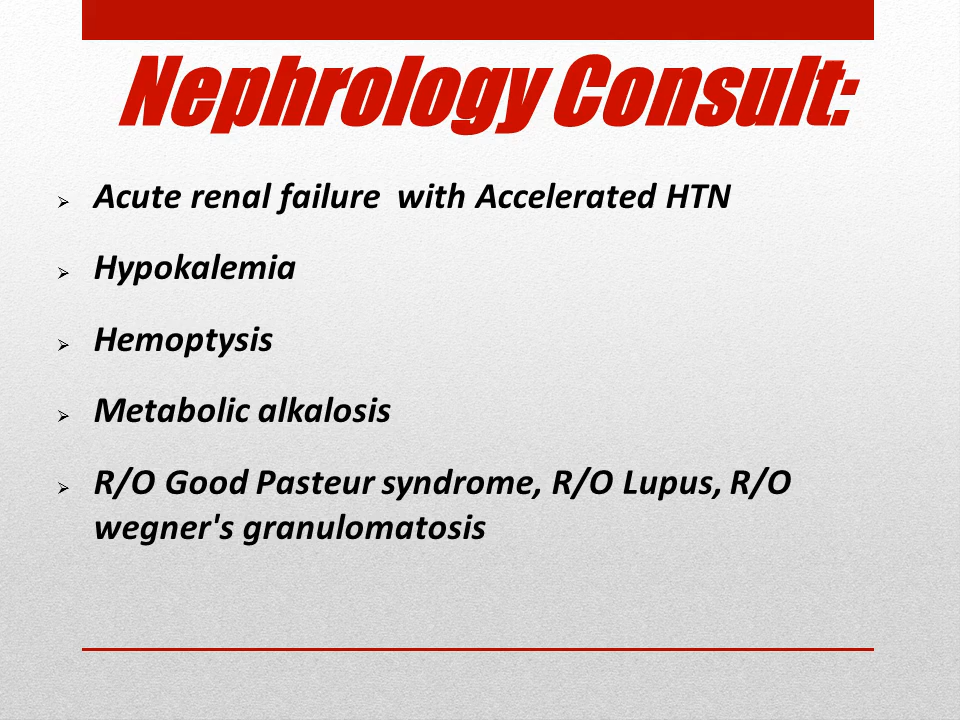 Nephrology Consult:
Acute renal failure  with Accelerated HTN
Hypokalemia
Hemoptysis
Metabolic alkalosis
R/O Good Pasteur syndrome, R/O Lupus, R/O
wegner's granulomatosis